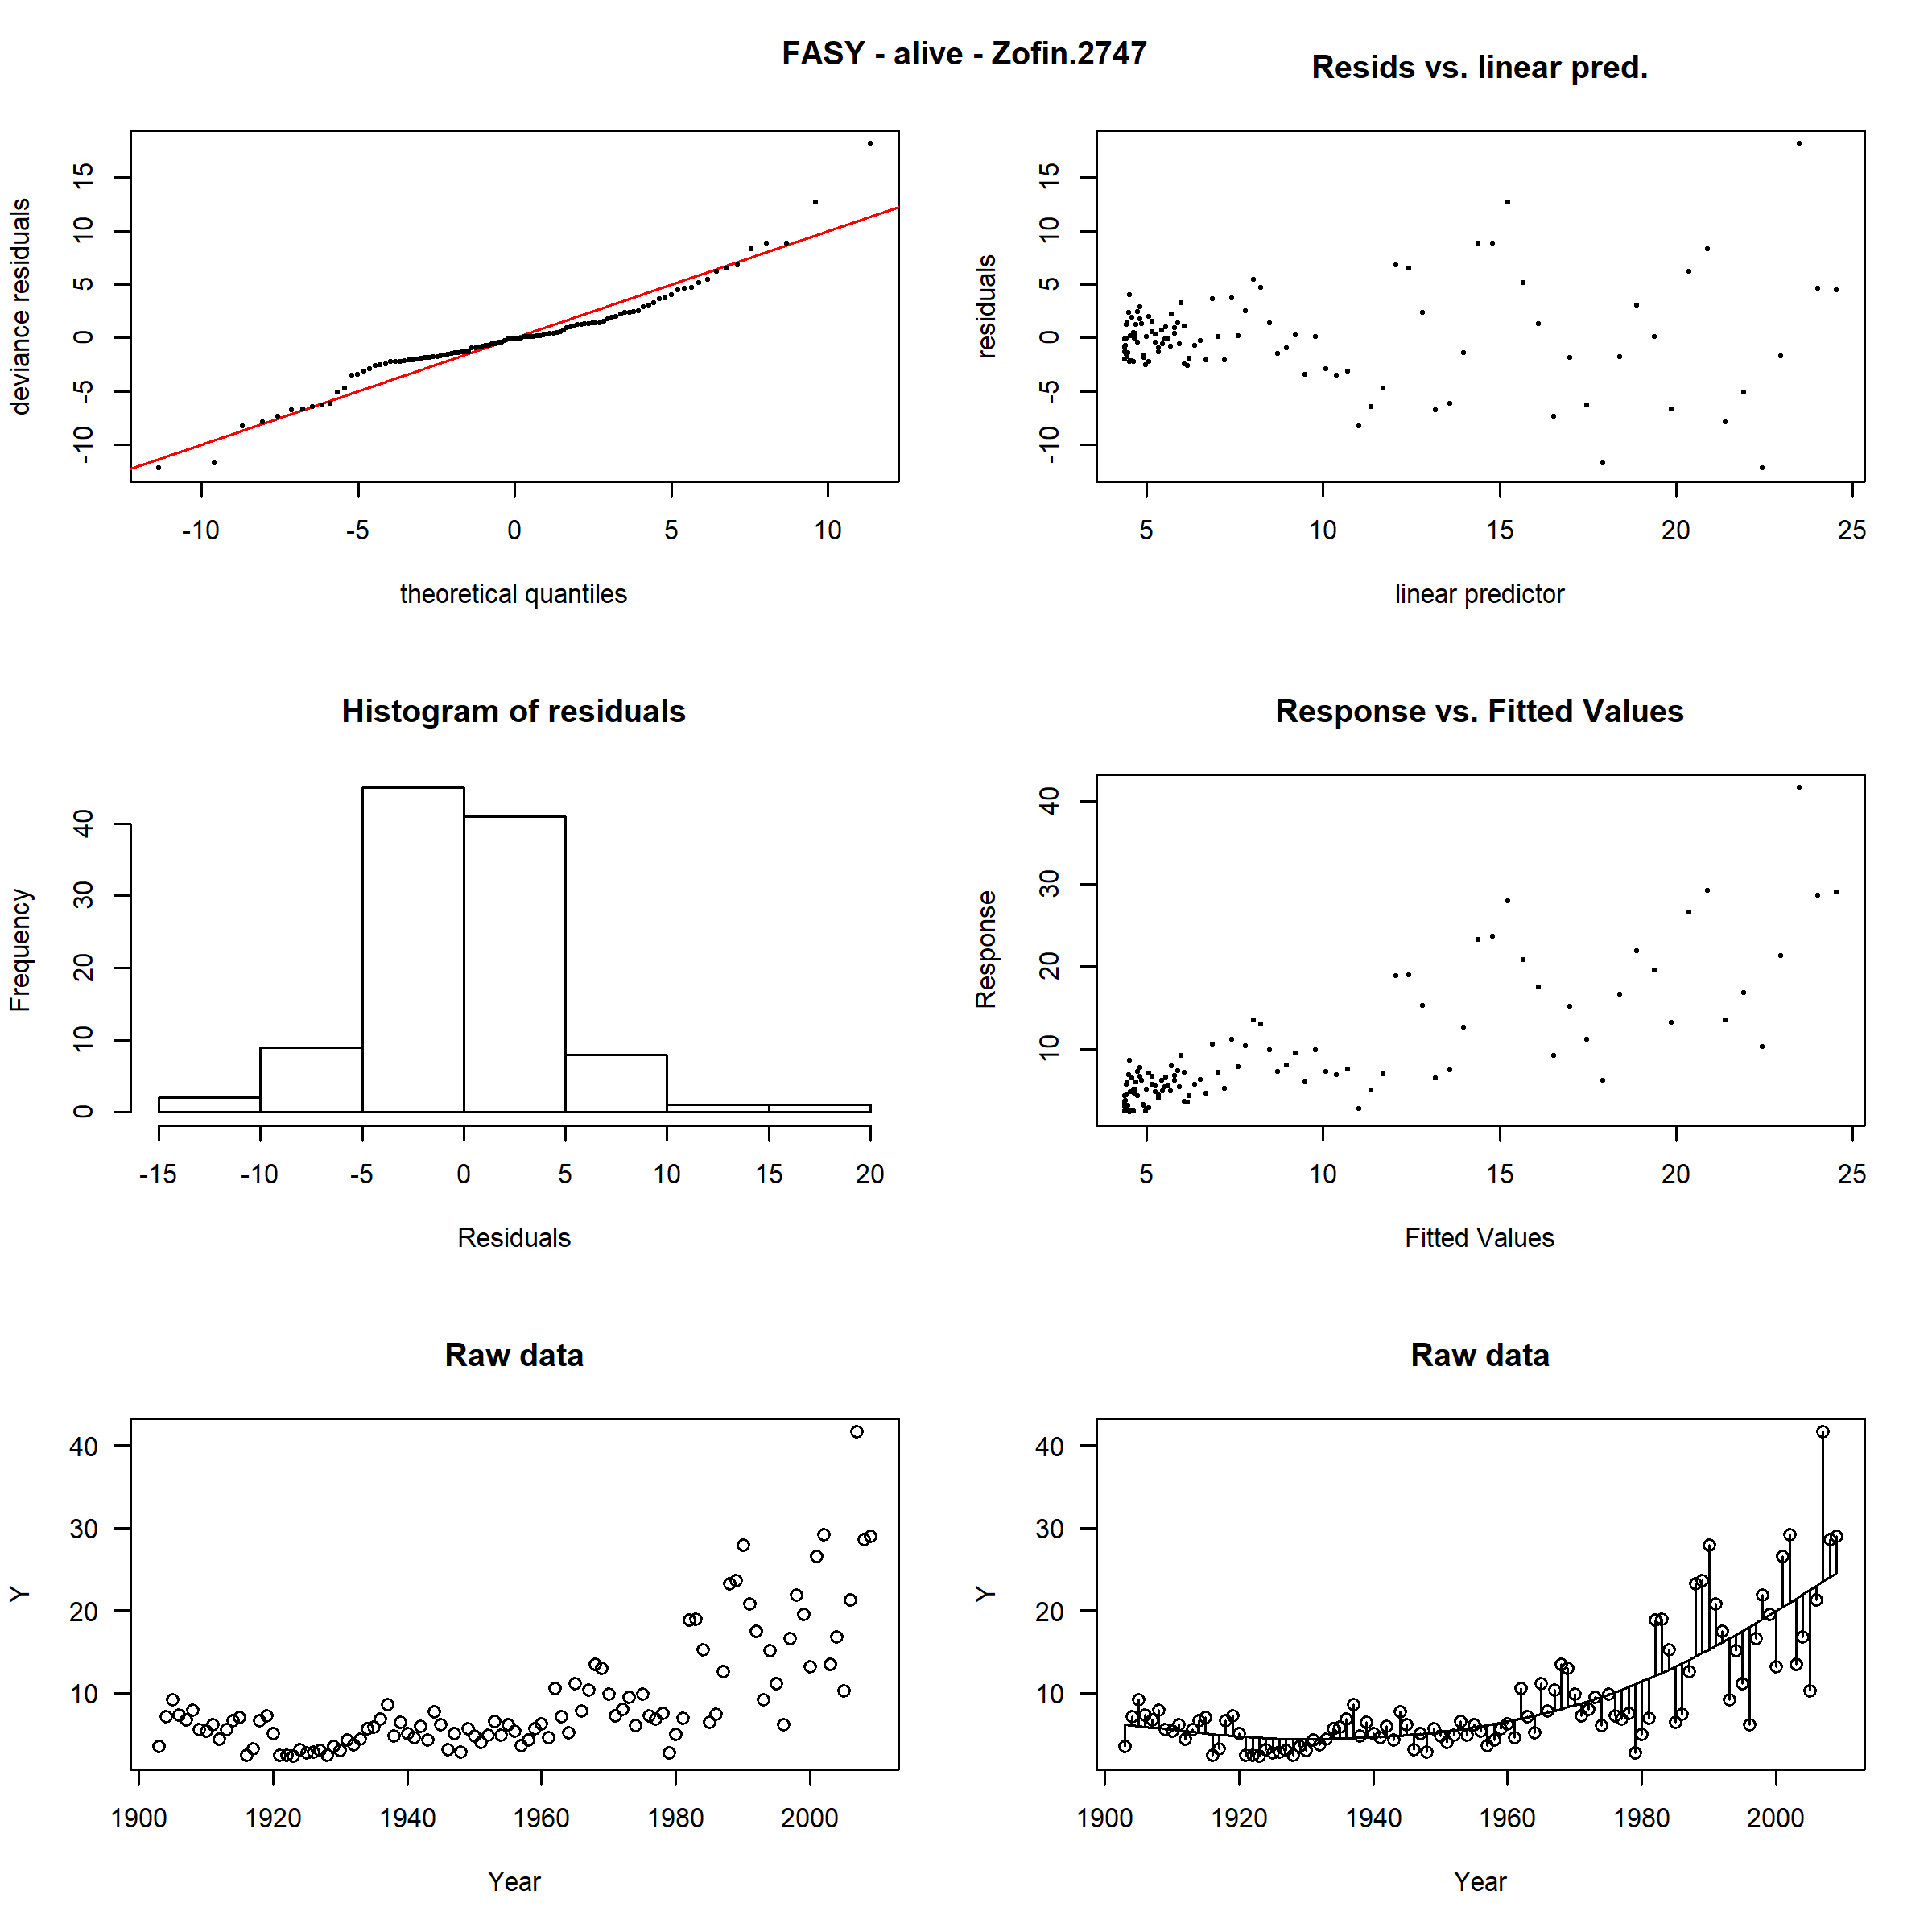 FASY - alive - Zofin.2747
Resids vs. linear pred.
deviance residuals
-10 -5 0 5 10 15
-10 -5 0 5 10
theoretical quantiles
residuals
-10 -5 0 5 10 15
5 10 15 20 25
linear predictor
Histogram of residuals
Frequency
0 10 20 30 40
-15 -10 -5 0 5 10 15 20
Residuals
Response vs. Fitted Values
Response
10 20 30 40
5 10 15 20 25
Fitted Values
Raw data
Y
40
30
20
10
1900 1920 1940 1960 1980 2000
Year
Raw data
Y
40
30
20
10
1900 1920 1940 1960 1980 2000
Year